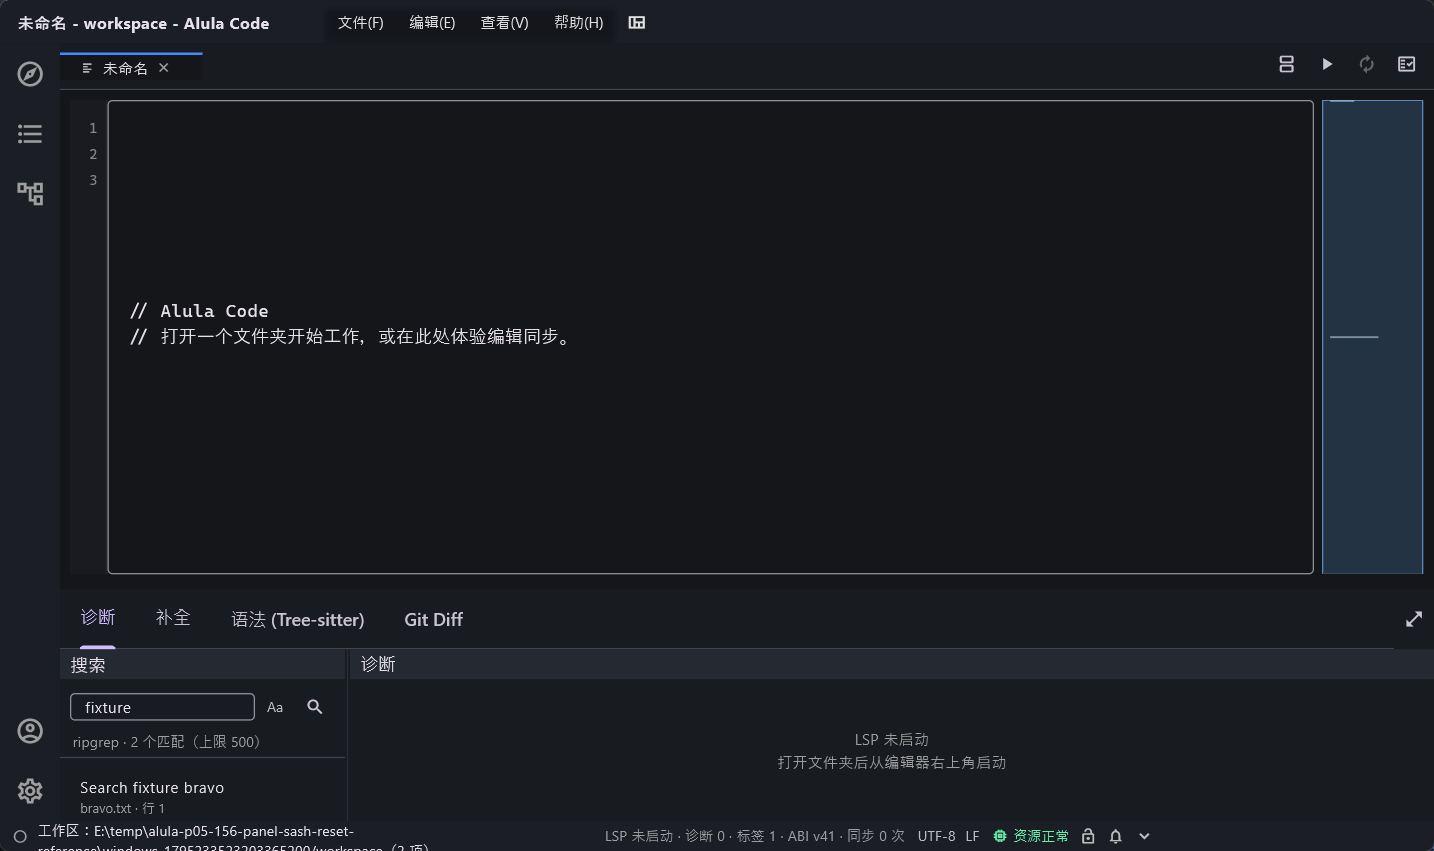 未命名 - workspace - Alula Code
文件(F) 编辑(E) 查看(V) 帮助(H)
未命名
1
2
3
// Alula Code
// 打开一个文件夹开始工作，或在此处体验编辑同步。
诊断 补全 语法 (Tree-sitter) Git Diff
搜索
诊断
fixture
Aa
ripgrep · 2 个匹配（上限 500）
Search fixture bravo
bravo.txt · 行 1
LSP 未启动
打开文件夹后从编辑器右上角启动
工作区：E:\temp\alula-p05-156-panel-sash-reset-
reference\windows-1795233523203365200/workspace（2 项）
LSP 未启动 · 诊断 0 · 标签 1 · ABI v41 · 同步 0 次 UTF-8 LF 资源正常